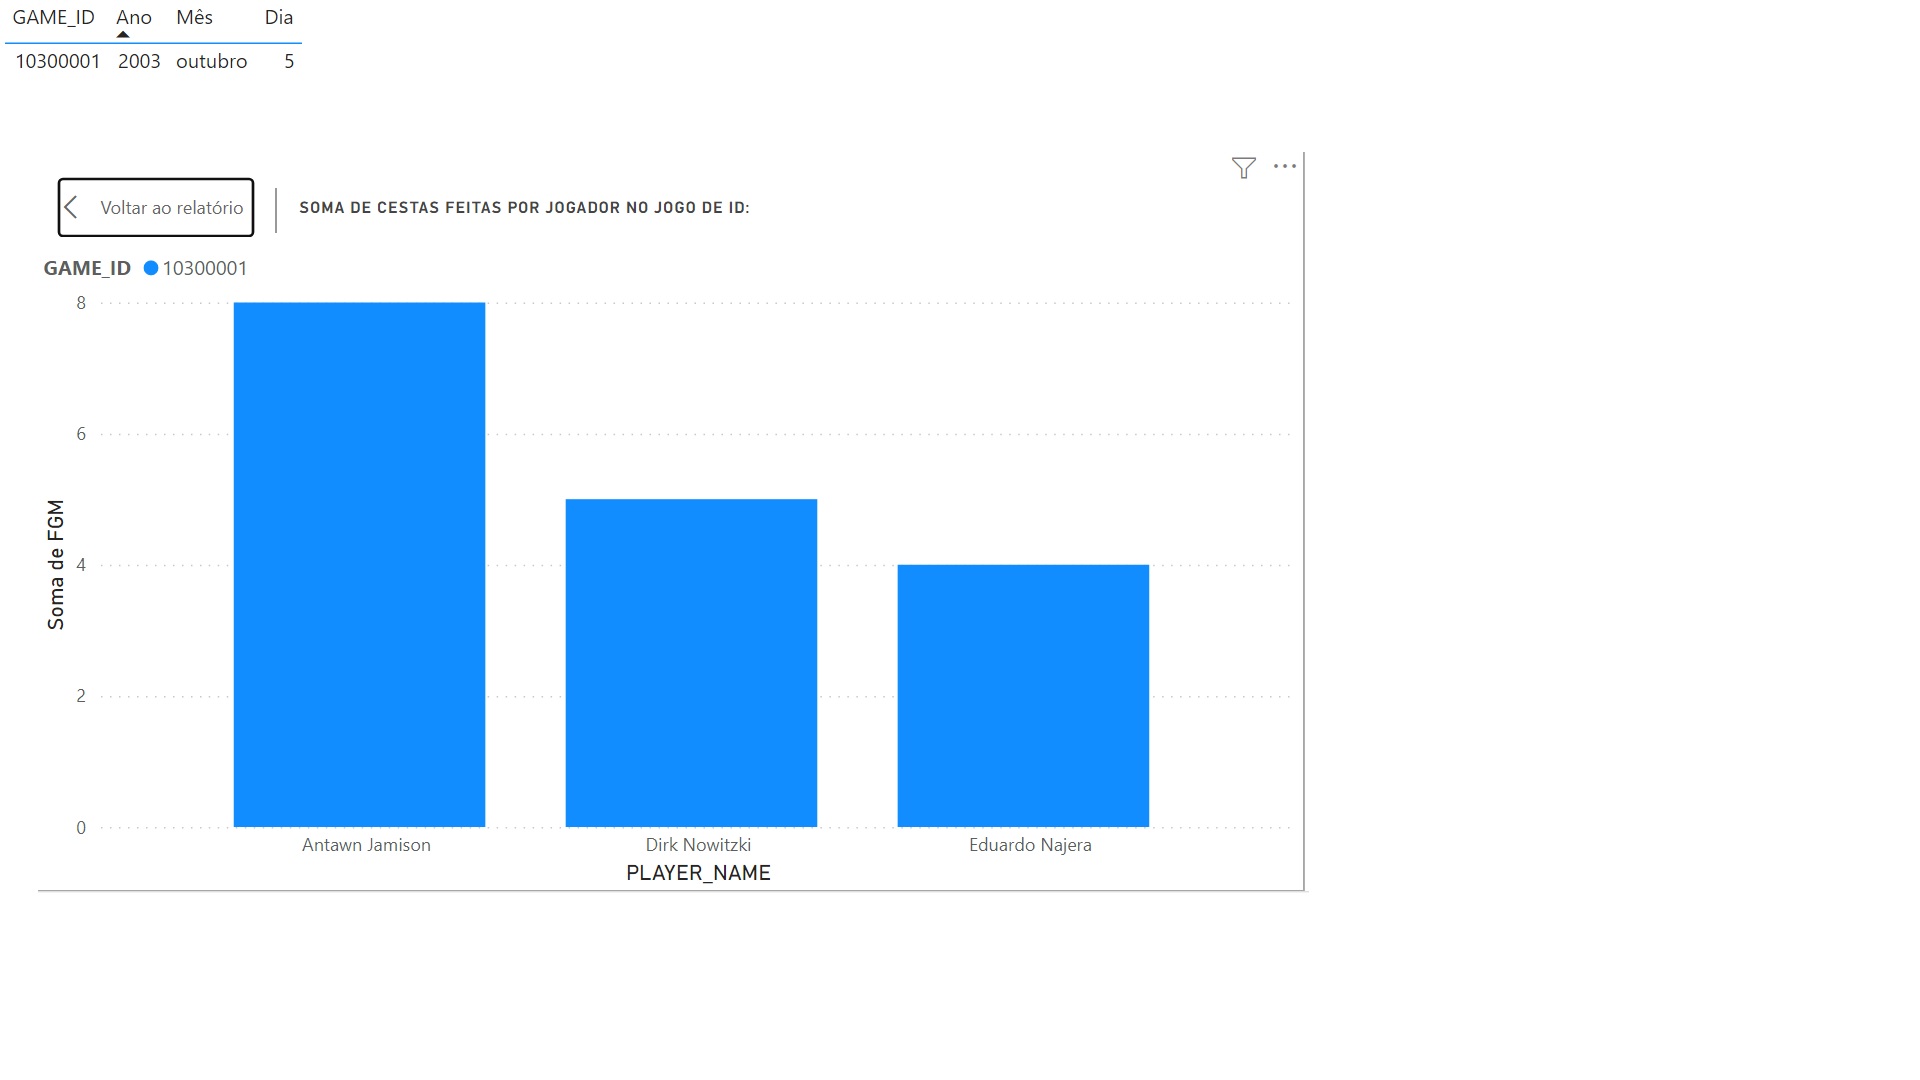 GAME_ID Ano Mês Dia
10300001 2003 outubro 5
Voltar ao relatório
SOMA DE CESTAS FEITAS POR JOGADOR NO JOGO DE ID:
GAME_ID 10300001
8
6
4
2
0
Soma de FGM
Antawn Jamison Dirk Nowitzki Eduardo Najera
PLAYER_NAME